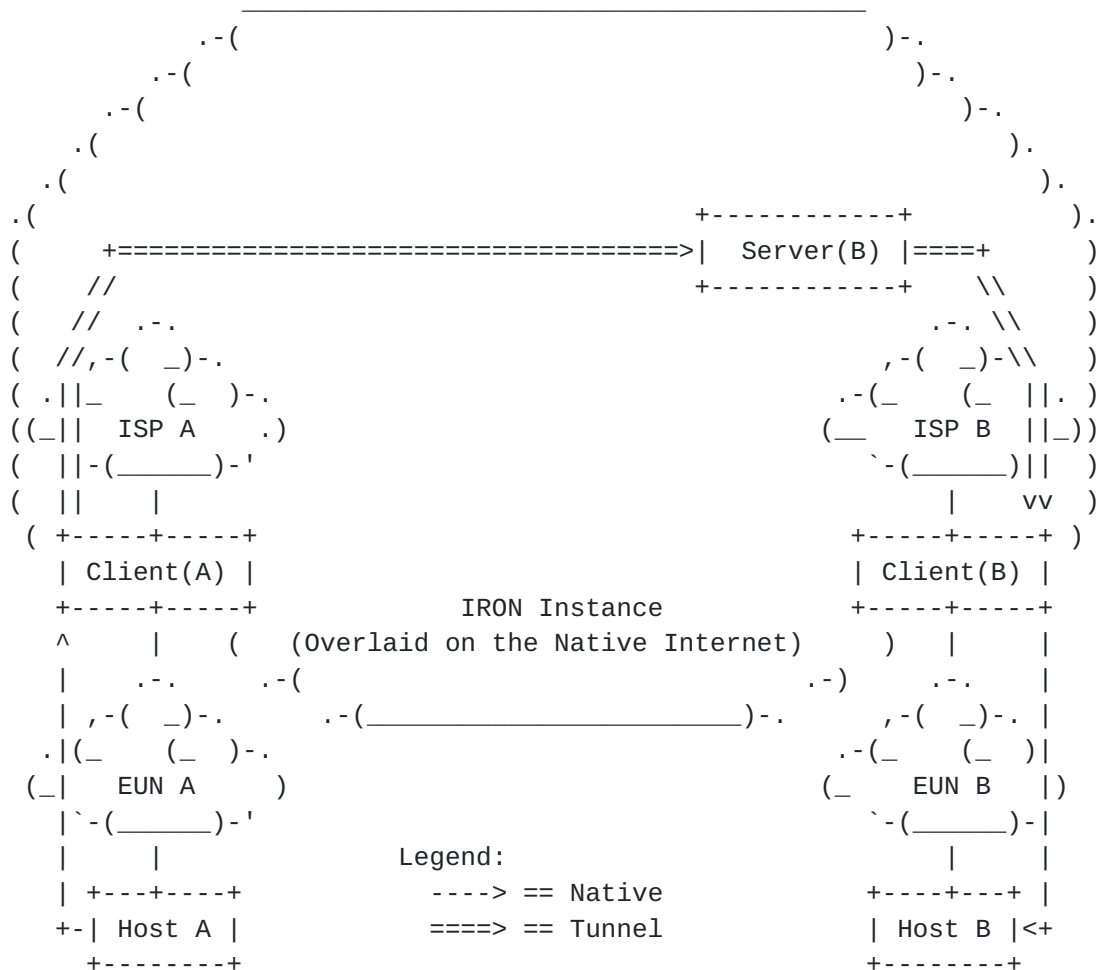 Server(B)
ISP A ISP B
Client(A) Client(B)
IRON Instance
(Overlaid on the Native Internet)
EUN A EUN B
Legend:
----> == Native
Host A ====> == Tunnel Host B